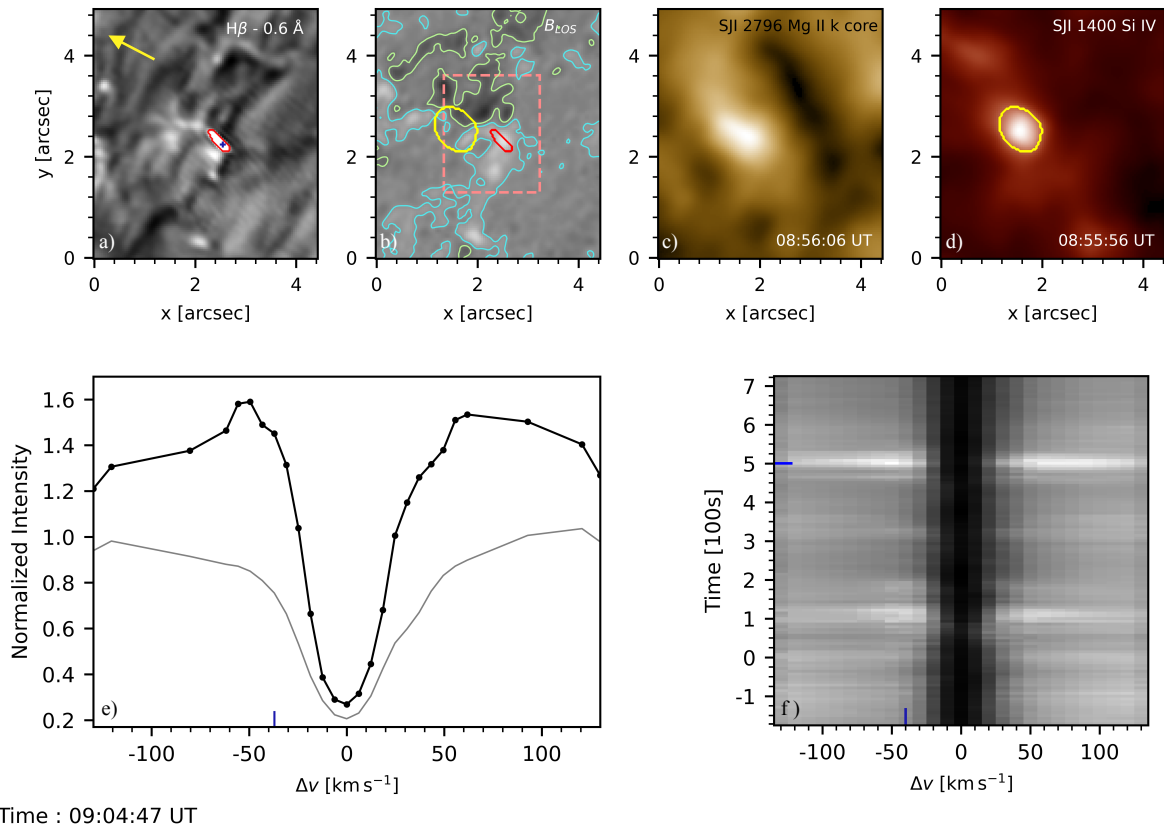 Hβ - 0.6 Å
B_LOS
SJI 2796 Mg II k core
SJI 1400 Si IV
4
2
0
y [arcsec]
a)
b)
c)
08:56:06 UT
d)
08:55:56 UT
0 2 4
0 2 4
0 2 4
0 2 4
x [arcsec]
x [arcsec]
x [arcsec]
x [arcsec]
1.6
1.4
1.2
1.0
0.8
0.6
0.4
0.2
Normalized Intensity
e)
-100 -50 0 50 100
Δv [km s⁻¹]
7
6
5
4
3
2
1
0
-1
Time [100s]
f)
-100 -50 0 50 100
Δv [km s⁻¹]
Time : 09:04:47 UT